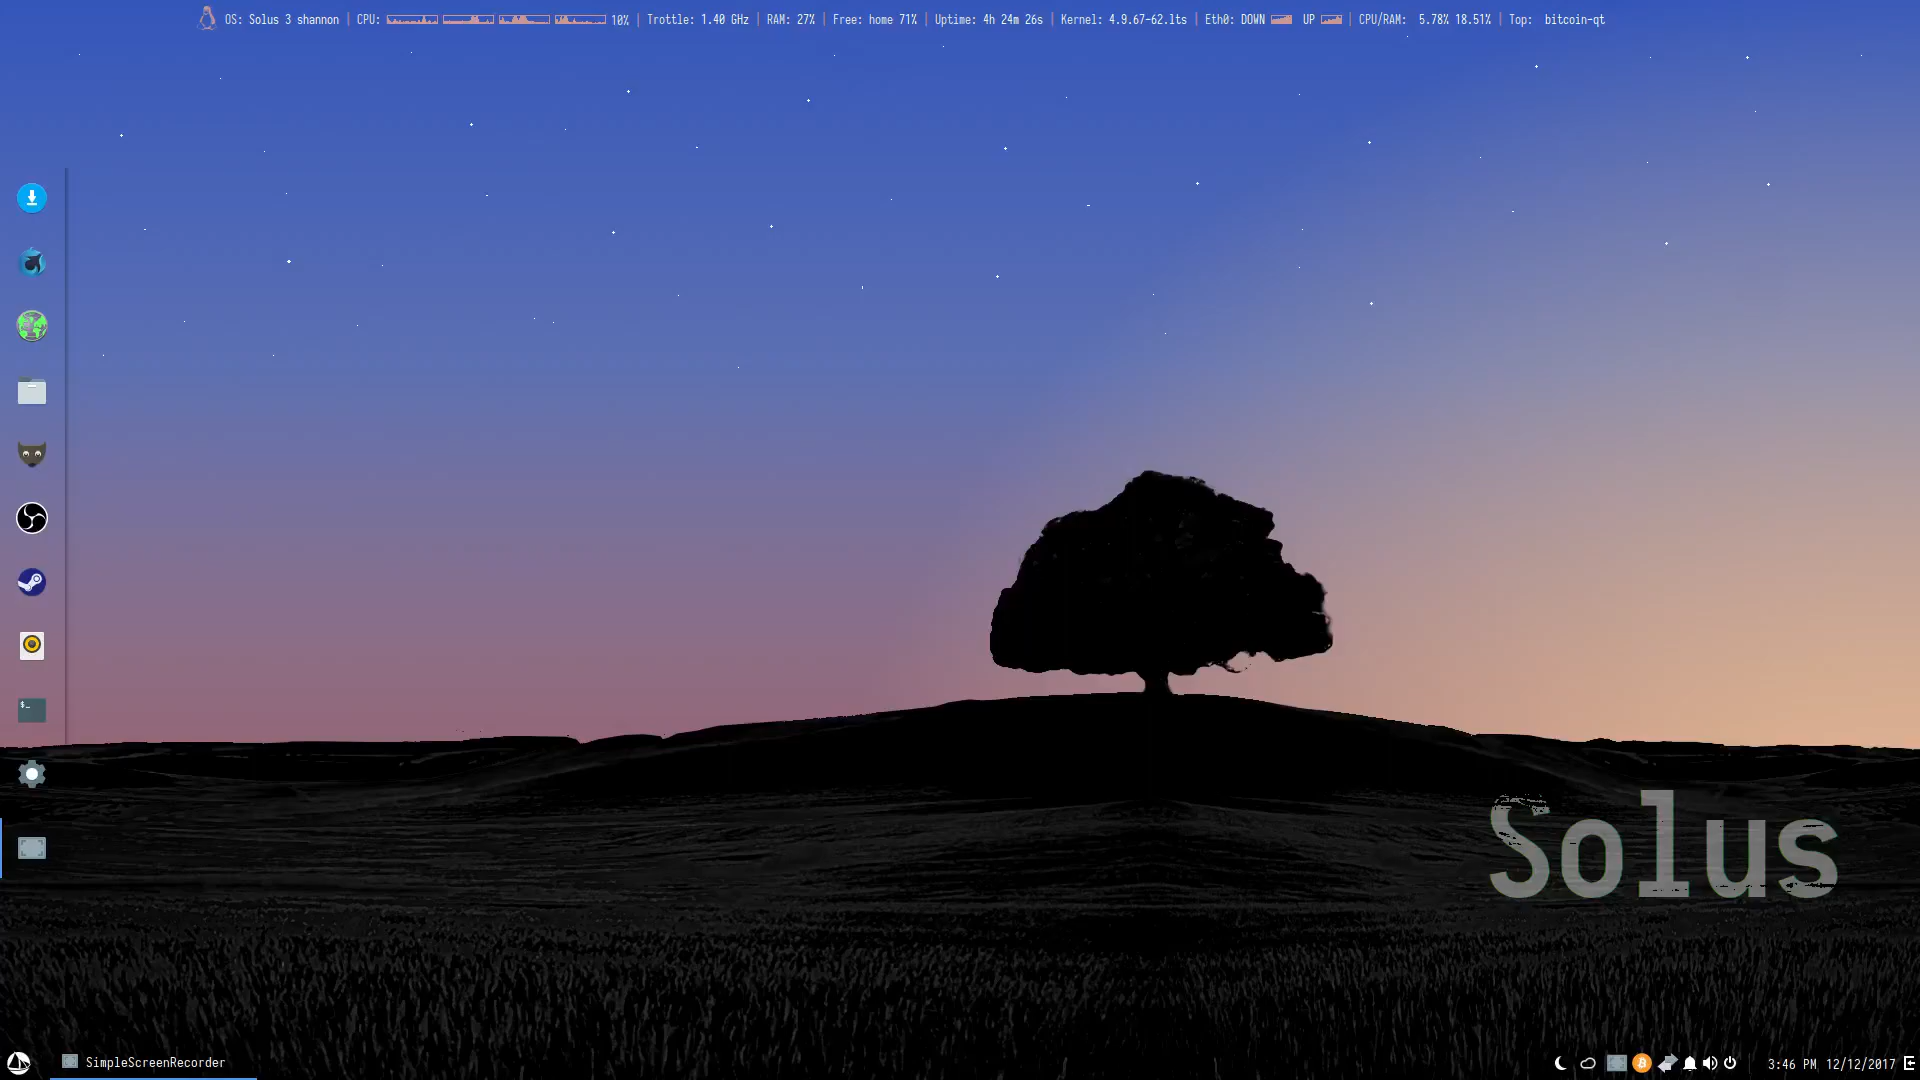 OS: Solus 3 shannon | CPU: 10% | Trottle: 1.40 GHz | RAM: 27% | Free: home 71% | Uptime: 4h 24m 26s | Kernel: 4.9.67-62.lts | Eth0: DOWN UP | CPU/RAM: 5.78% 18.51% | Top: bitcoin-qt
$_
Solus
SimpleScreenRecorder
3:46 PM 12/12/2017